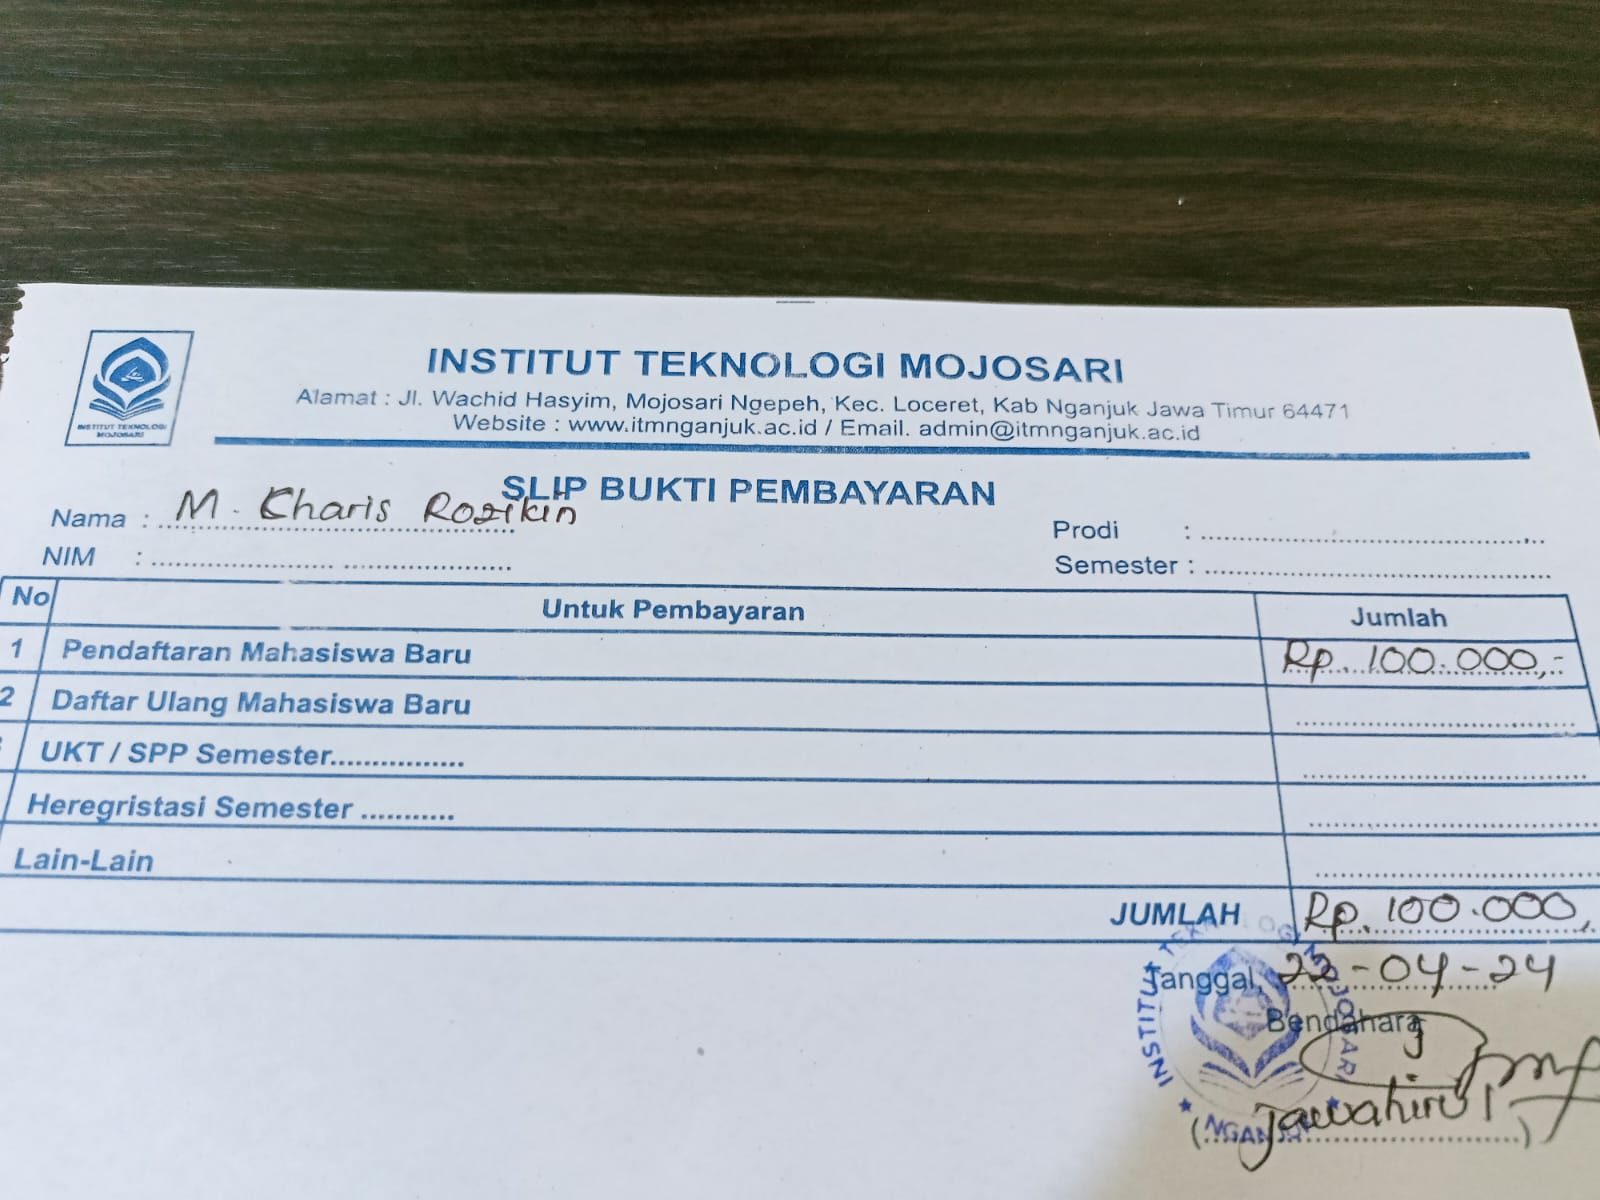 INSTITUT TEKNOLOGI MOJOSARI
INSTITUT TEKNOLOGI MOJOSARI
Alamat : Jl. Wachid Hasyim, Mojosari Ngepeh, Kec. Loceret, Kab Nganjuk Jawa Timur 64471
Website : www.itmnganjuk.ac.id / Email. admin@itmnganjuk.ac.id
SLIP BUKTI PEMBAYARAN
Nama : M. Charis Rozikin
Prodi : ..........
NIM : ..........
Semester : ..........
No Untuk Pembayaran Jumlah
1 Pendaftaran Mahasiswa Baru Rp. 100.000,-
2 Daftar Ulang Mahasiswa Baru
UKT / SPP Semester................
Heregristasi Semester ...........
Lain-Lain
JUMLAH Rp. 100.000,
Tanggal, 22-04-24
Bendahara
INSTITUT TEKNOLOGI MOJOSARI
NGANJUK